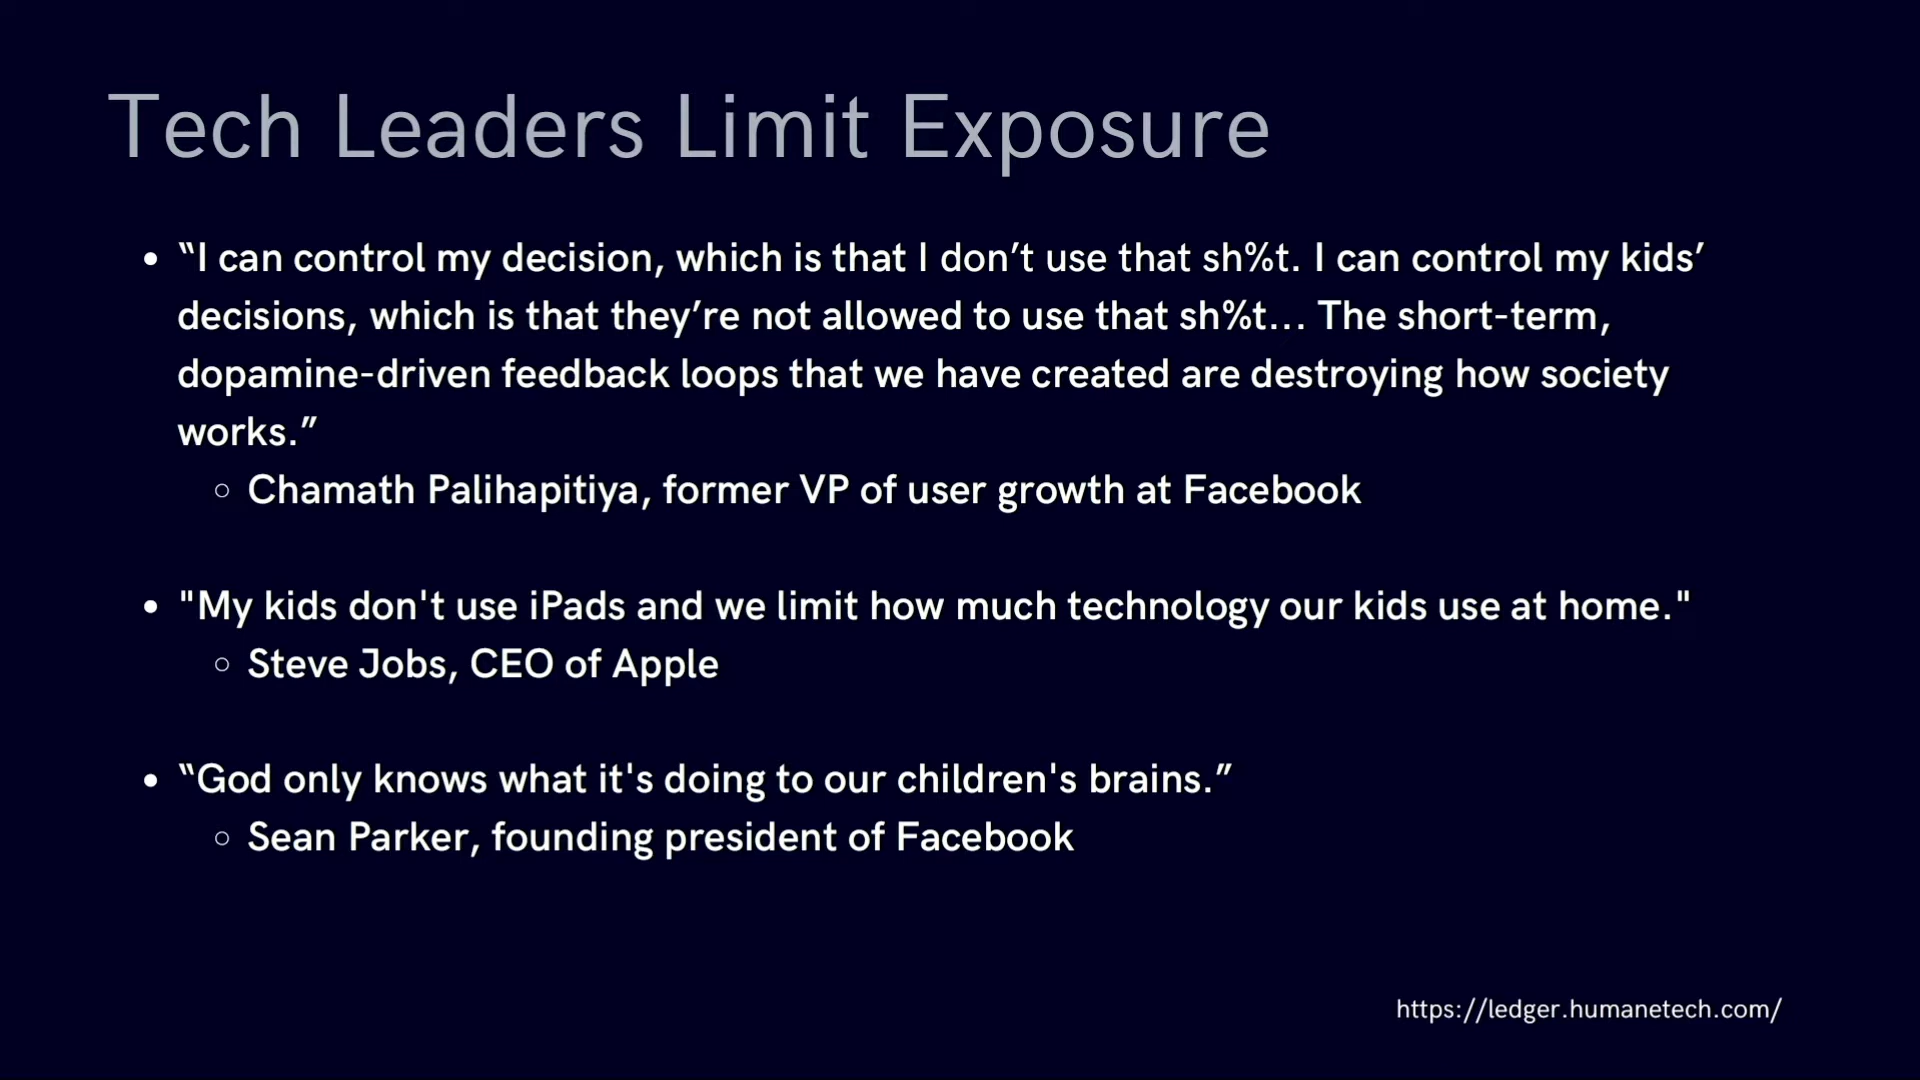 Tech Leaders Limit Exposure
• “I can control my decision, which is that I don’t use that sh%t. I can control my kids’
decisions, which is that they’re not allowed to use that sh%t... The short-term,
dopamine-driven feedback loops that we have created are destroying how society
works.”
○ Chamath Palihapitiya, former VP of user growth at Facebook
• "My kids don't use iPads and we limit how much technology our kids use at home."
○ Steve Jobs, CEO of Apple
• “God only knows what it's doing to our children's brains.”
○ Sean Parker, founding president of Facebook
https://ledger.humanetech.com/